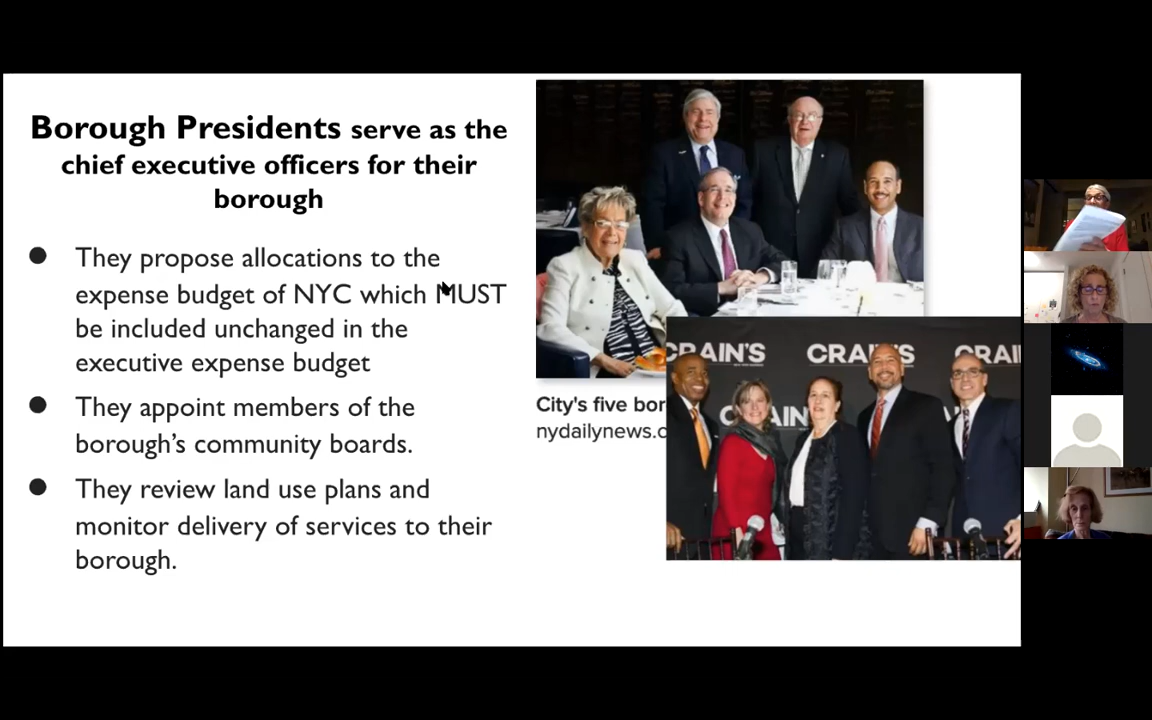 Borough Presidents serve as the
chief executive officers for their
borough
● They propose allocations to the
expense budget of NYC which MUST
be included unchanged in the
executive expense budget
● They appoint members of the
borough's community boards.
● They review land use plans and
monitor delivery of services to their
borough.
City's five bor
nydailynews.c
CRAIN'S
CRAIN'S
CRAI
CRAIN